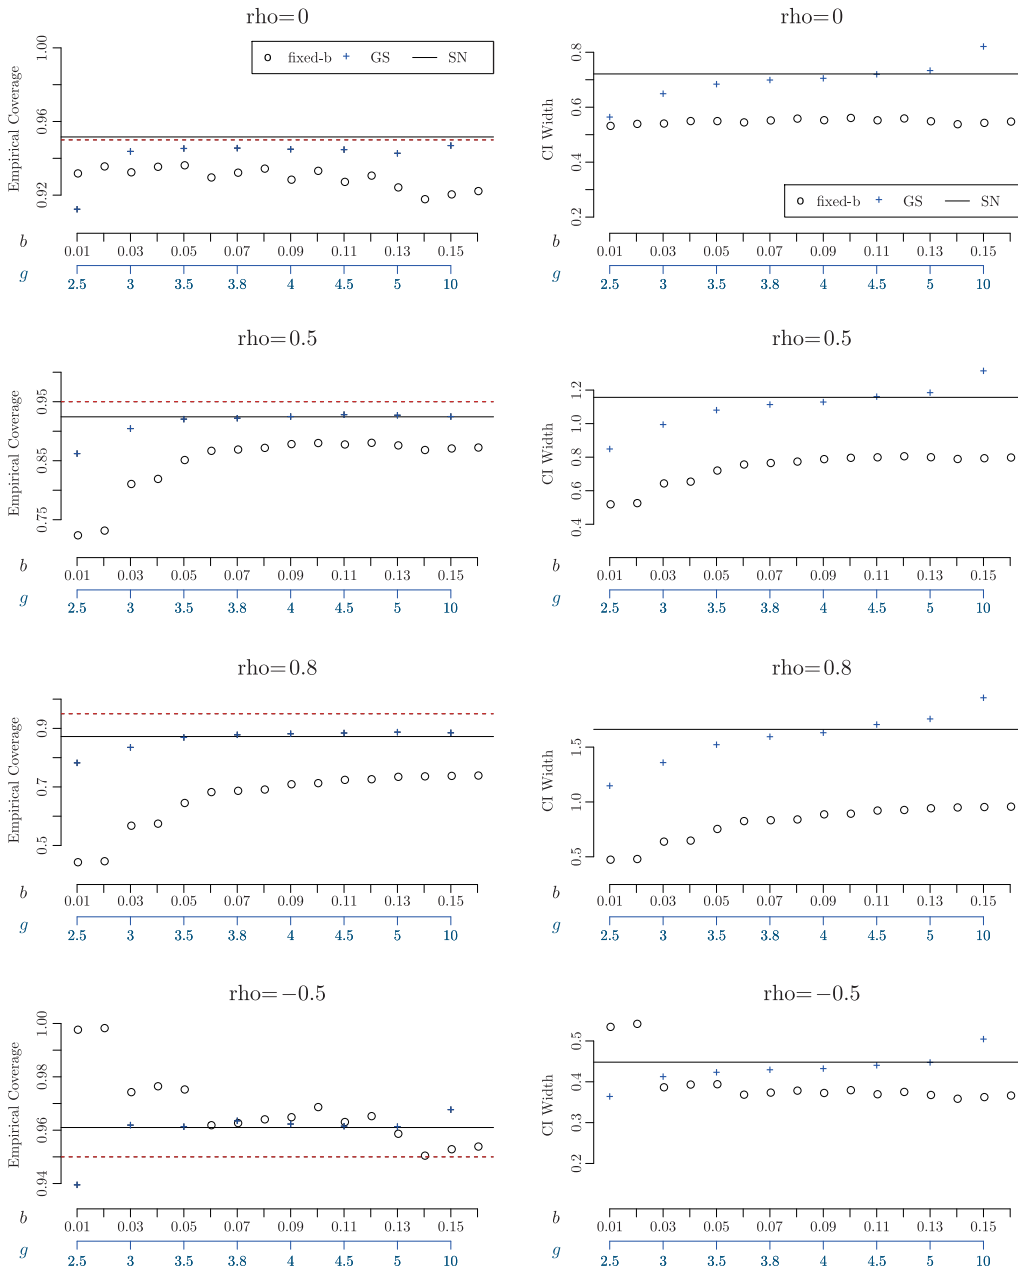 rho=0
1.00
0.96
0.92
Empirical Coverage
fixed-b GS SN
b 0.01 0.03 0.05 0.07 0.09 0.11 0.13 0.15
g 2.5 3 3.5 3.8 4 4.5 5 10
rho=0
0.8
0.6
0.4
0.2
CI Width
fixed-b GS SN
b 0.01 0.03 0.05 0.07 0.09 0.11 0.13 0.15
g 2.5 3 3.5 3.8 4 4.5 5 10
rho=0.5
0.95
0.85
0.75
Empirical Coverage
b 0.01 0.03 0.05 0.07 0.09 0.11 0.13 0.15
g 2.5 3 3.5 3.8 4 4.5 5 10
rho=0.5
1.2
1.0
0.8
0.6
0.4
CI Width
b 0.01 0.03 0.05 0.07 0.09 0.11 0.13 0.15
g 2.5 3 3.5 3.8 4 4.5 5 10
rho=0.8
0.9
0.7
0.5
Empirical Coverage
b 0.01 0.03 0.05 0.07 0.09 0.11 0.13 0.15
g 2.5 3 3.5 3.8 4 4.5 5 10
rho=0.8
1.5
1.0
0.5
CI Width
b 0.01 0.03 0.05 0.07 0.09 0.11 0.13 0.15
g 2.5 3 3.5 3.8 4 4.5 5 10
rho=−0.5
1.00
0.98
0.96
0.94
Empirical Coverage
b 0.01 0.03 0.05 0.07 0.09 0.11 0.13 0.15
g 2.5 3 3.5 3.8 4 4.5 5 10
rho=−0.5
0.5
0.4
0.3
0.2
CI Width
b 0.01 0.03 0.05 0.07 0.09 0.11 0.13 0.15
g 2.5 3 3.5 3.8 4 4.5 5 10